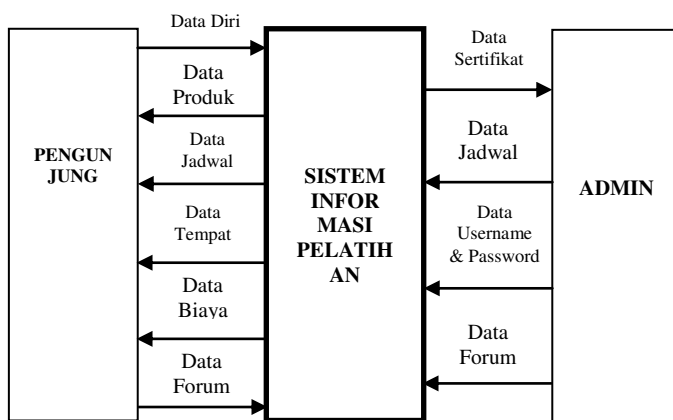 Data Diri
Data
Produk
Data
Jadwal
Data
Tempat
Data
Biaya
Data
Forum
PENGUN
JUNG
SISTEM
INFOR
MASI
PELATIH
AN
Data
Sertifikat
Data
Jadwal
Data
Username
& Password
Data
Forum
ADMIN